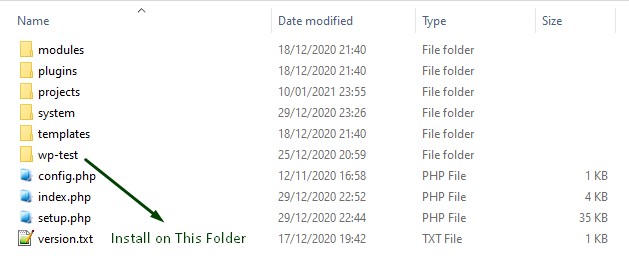 Name Date modified Type Size
modules 18/12/2020 21:40 File folder
plugins 18/12/2020 21:40 File folder
projects 10/01/2021 23:55 File folder
system 29/12/2020 23:26 File folder
templates 18/12/2020 21:40 File folder
wp-test 25/12/2020 20:59 File folder
config.php 12/11/2020 16:58 PHP File 1 KB
index.php 29/12/2020 22:52 PHP File 4 KB
setup.php 29/12/2020 22:44 PHP File 35 KB
version.txt 17/12/2020 19:42 TXT File 1 KB
Install on This Folder